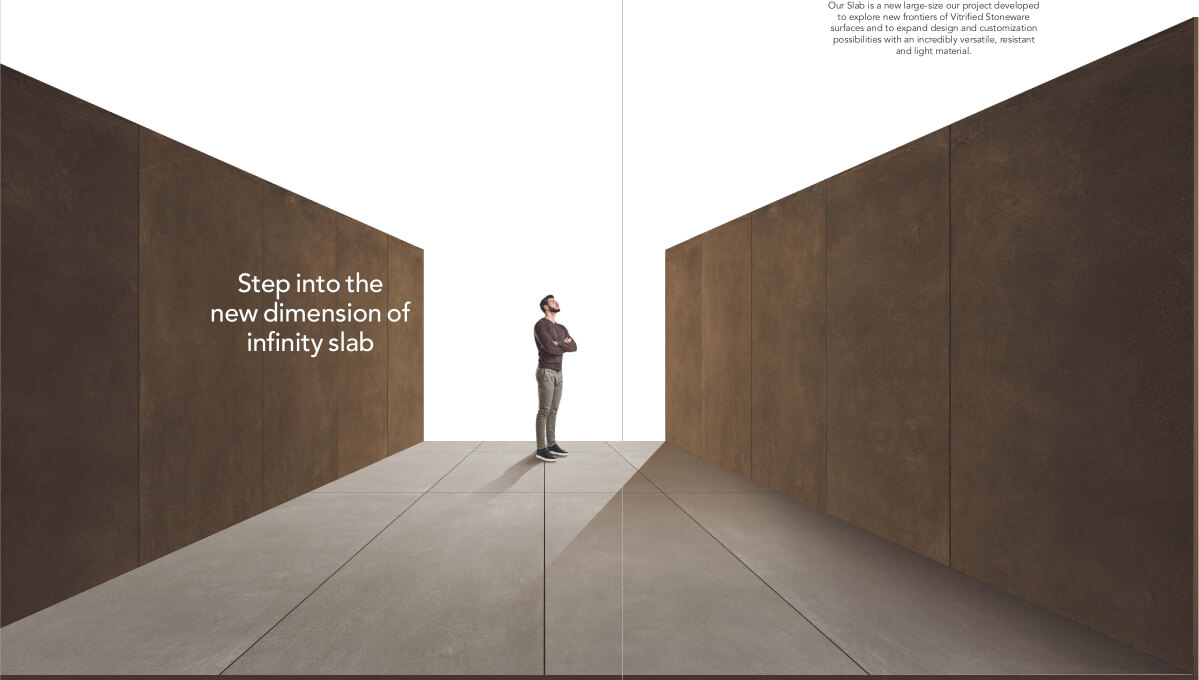 Our Slab is a new large-size our project developed
to explore new frontiers of Vitrified Stoneware
surfaces and to expand design and customization
possibilities with an incredibly versatile, resistant
and light material.
Step into the
new dimension of
infinity slab